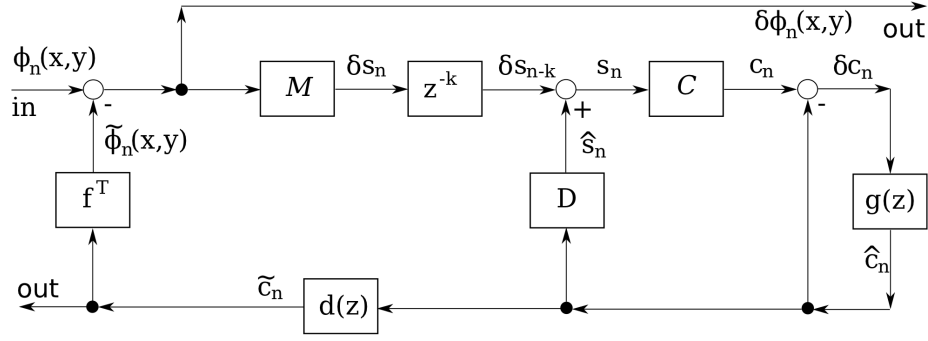 δϕₙ(x,y)
out
ϕₙ(x,y)
in
-
M
δsₙ
z⁻ᵏ
δsₙ₋ₖ
+
sₙ
C
cₙ
-
δcₙ
ϕ̃ₙ(x,y)
ŝₙ
fᵀ
D
g(z)
ĉₙ
out
c̃ₙ
d(z)